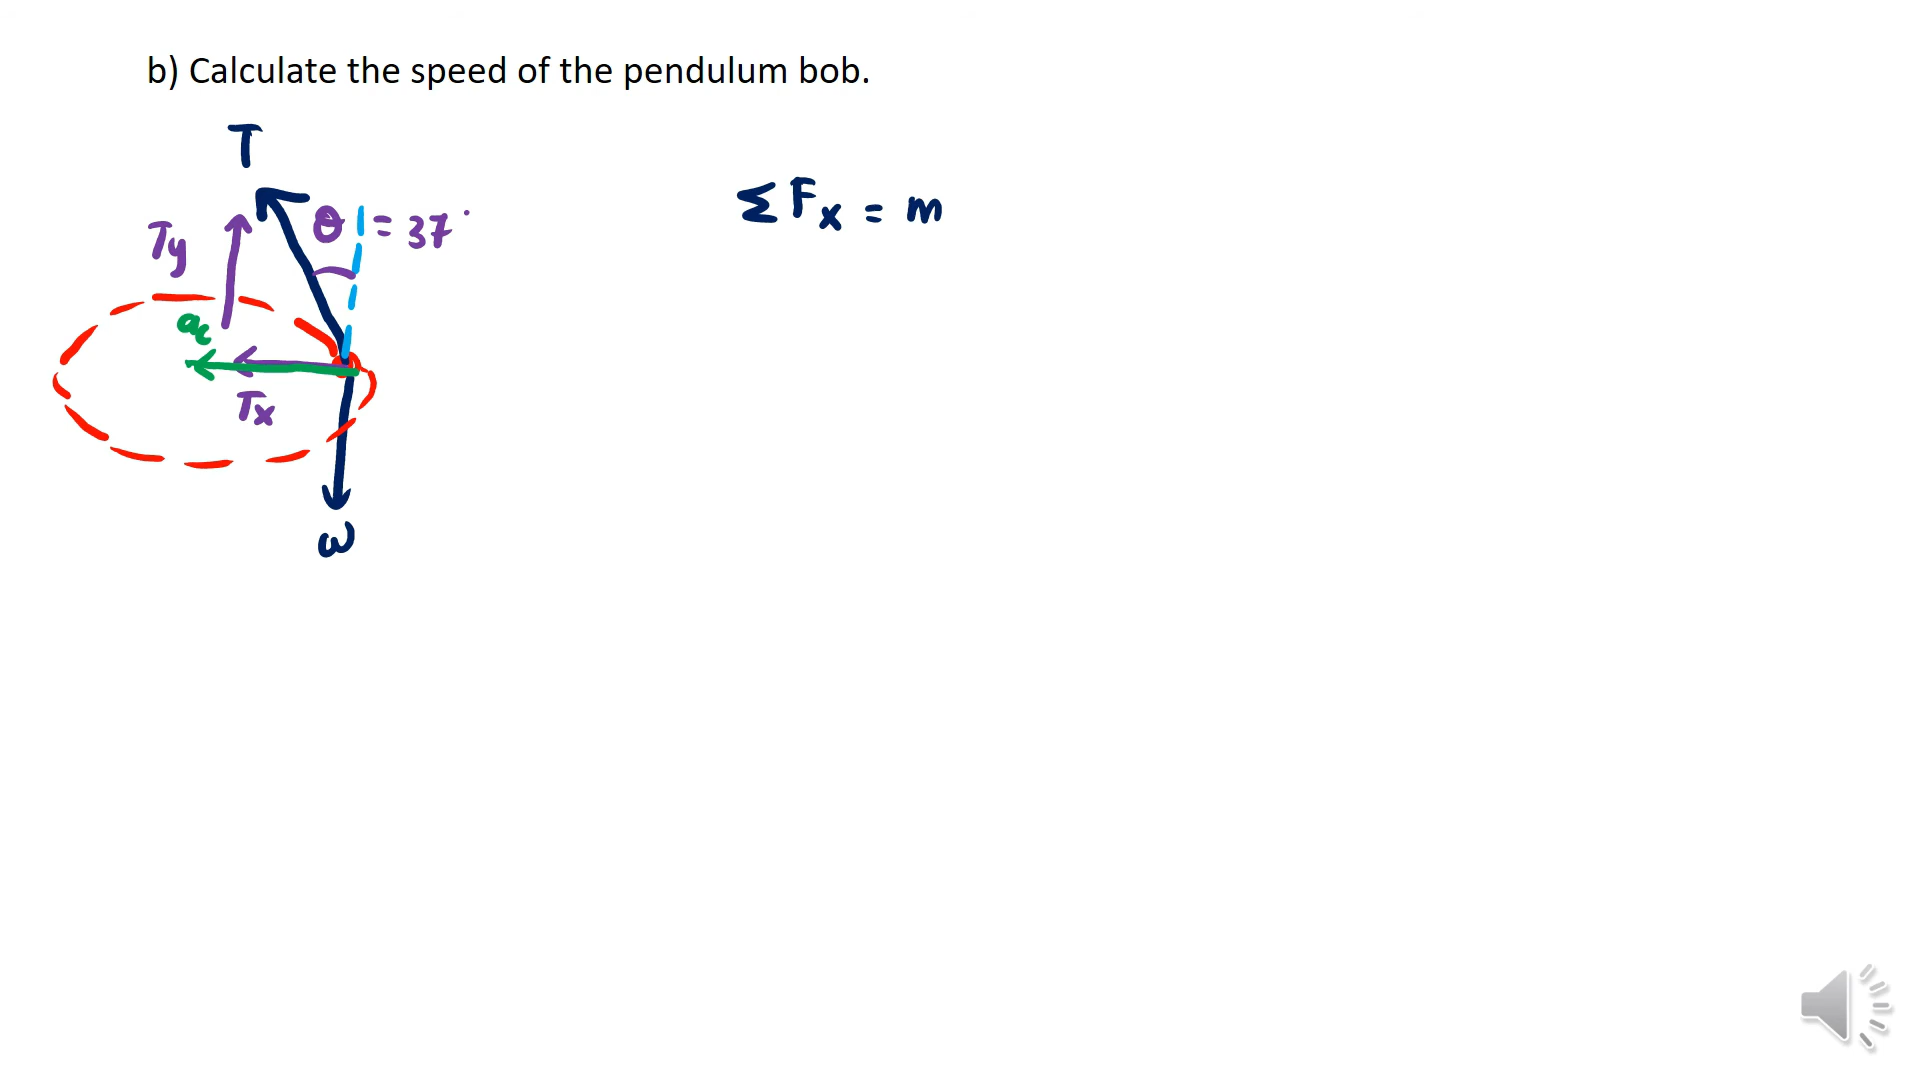 b) Calculate the speed of the pendulum bob.
T
Ty
θ = 37°
ΣFx = m
ac
Tx
ω